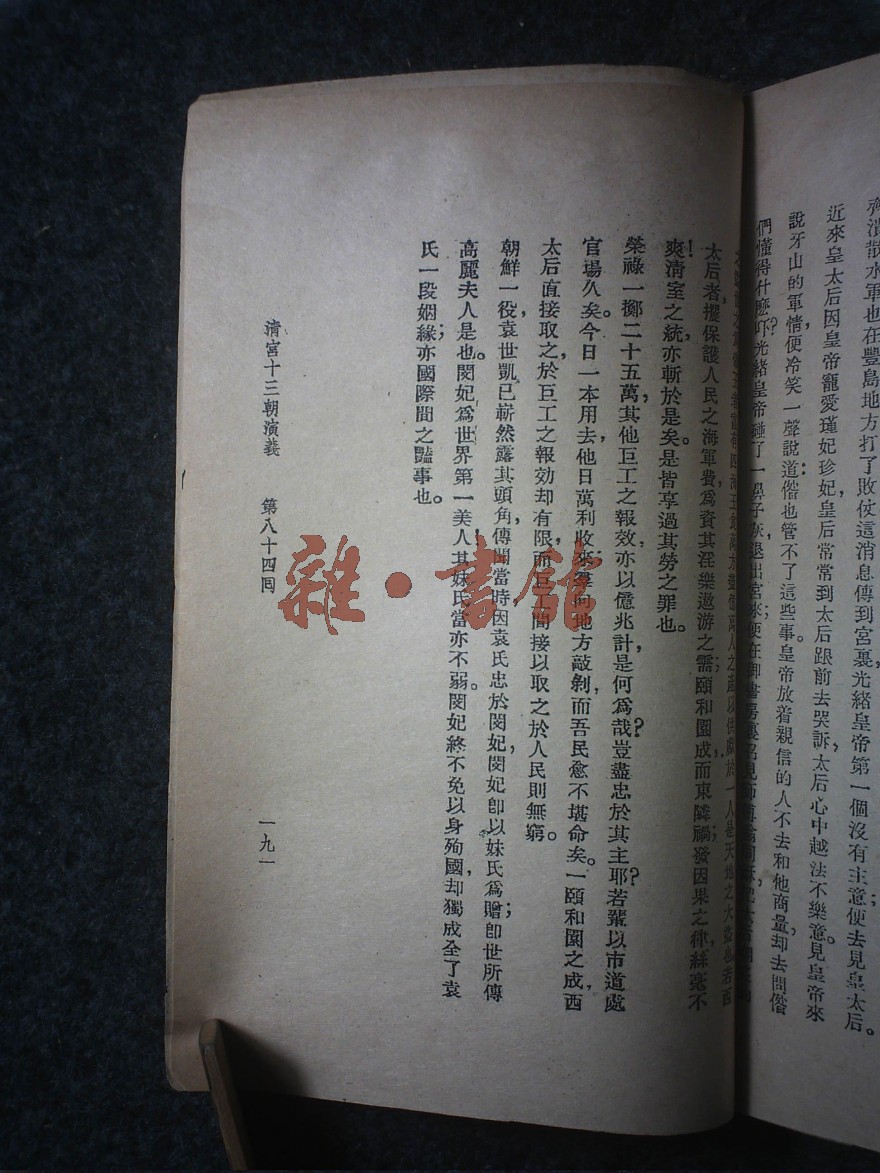 齊潰散水軍也在豐島地方打了敗仗這消息傳到宮裏光緒皇帝第一個沒有主意便去見皇太后。
近來皇太后因皇帝寵愛瑾妃珍妃皇后常常到太后跟前去哭訴太后心中越法不樂意見皇帝來
說牙山的軍情便冷笑一聲說道：偺也管不了這些事皇帝放着親信的人不去和他商量却去問偺
們懂得什麼吓？光緒皇帝碰了一鼻子灰退出宮來；便在御書房裏
太后者攫保護人民之海軍費，爲資其淫樂遨游之需；頤和園成而東隣禍發因果之律，絲毫不
爽！淸室之統亦斬於是矣。是皆享過其勞之罪也。
榮祿一擲二十五萬，其他巨工之報效亦以億兆計，是何爲哉？豈盡忠於其主耶？若輩以市道處
官場久矣。今日一本用去，他日萬利收來；羣向地方敲剝，而吾民愈不堪命矣。一頤和園之成，西
太后直接取之於巨工之報効却有限，而巨工間接以取之於人民則無窮。
朝鮮一役，袁世凱已嶄然露其頭角，傳聞當時因袁氏忠於閔妃，閔妃卽以妹氏爲贈；卽世所傳
高麗夫人是也。閔妃爲世界第一美人，其妹氏當亦不弱。閔妃終不免以身殉國，却獨成全了袁
氏一段姻緣；亦國際間之豔事也。
清宮十三朝演義　第八十四囘　一九一
雜·書館